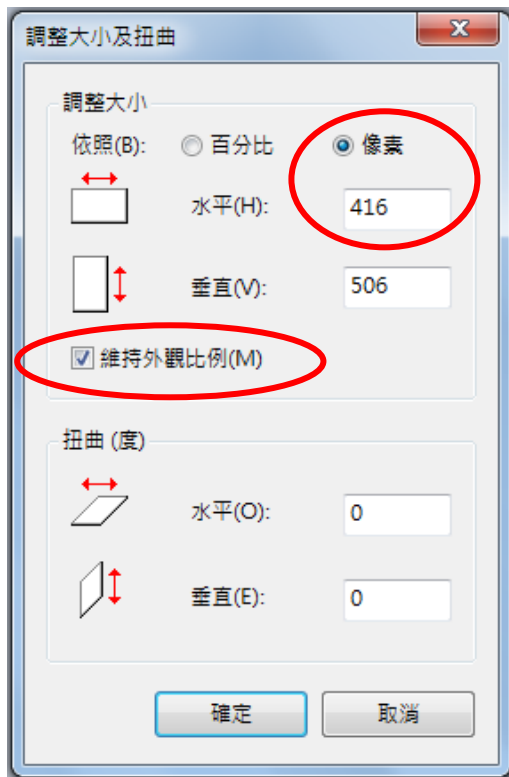 調整大小及扭曲
調整大小
依照(B): 百分比 像素
水平(H): 416
垂直(V): 506
維持外觀比例(M)
扭曲 (度)
水平(O): 0
垂直(E): 0
確定 取消